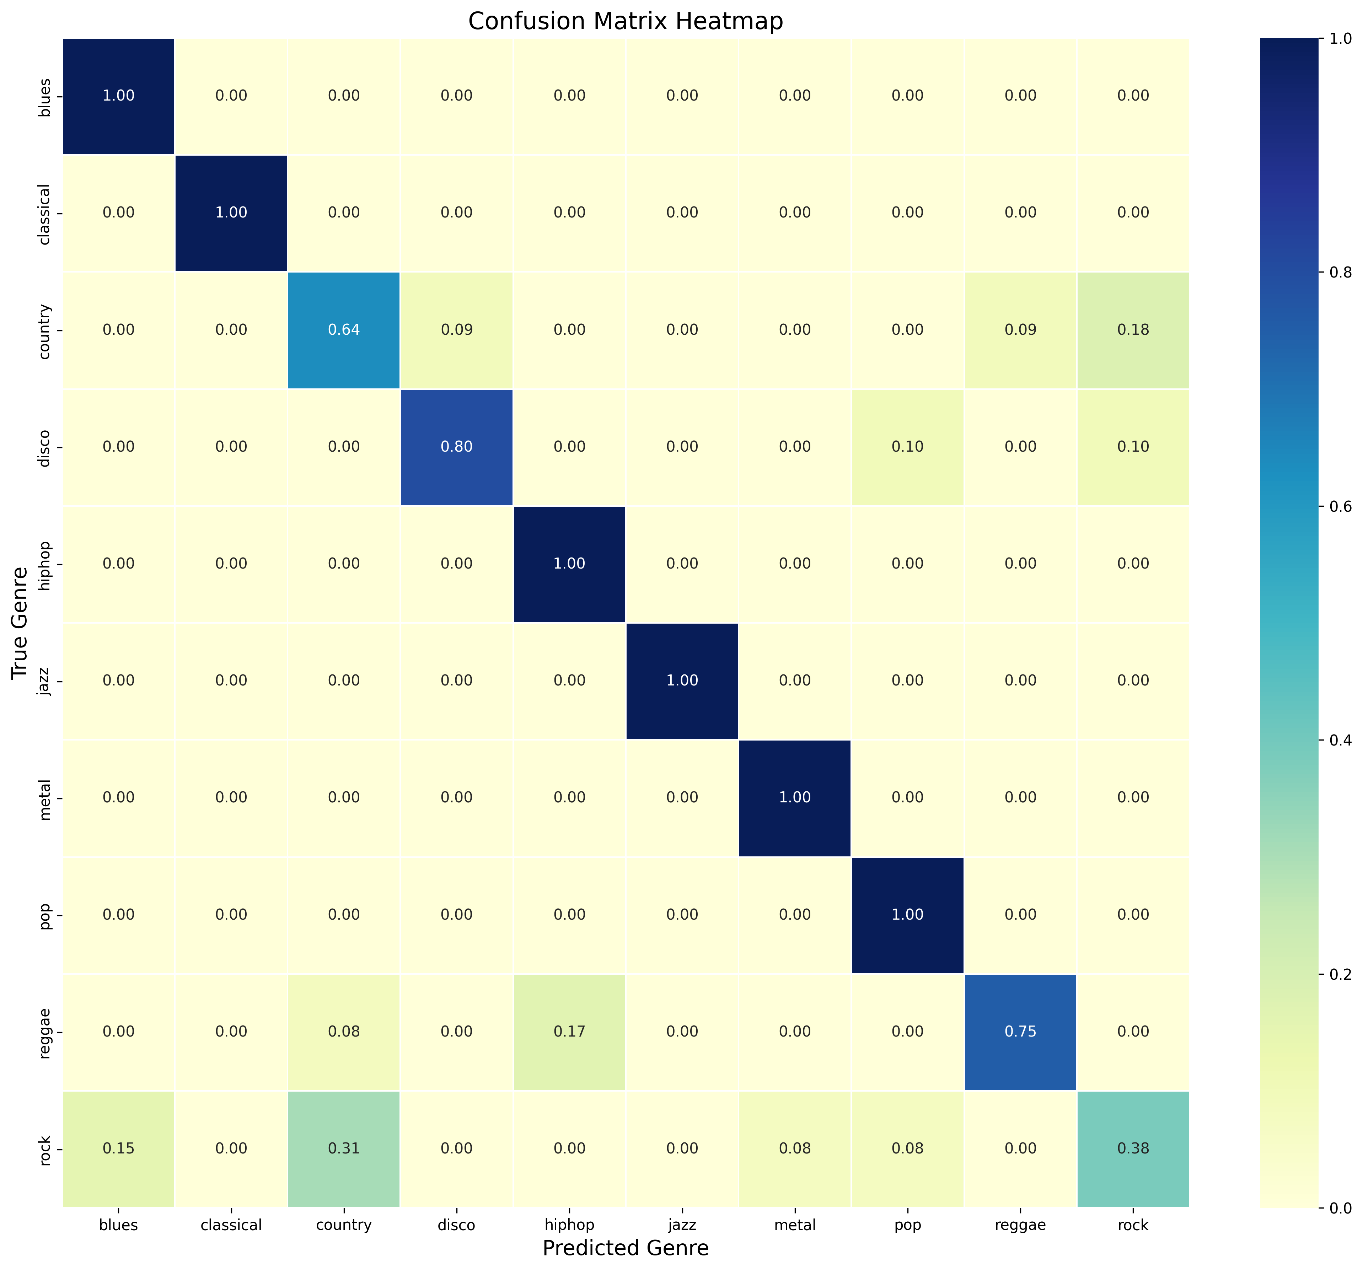 Confusion Matrix Heatmap
blues 1.00 0.00 0.00 0.00 0.00 0.00 0.00 0.00 0.00 0.00
classical 0.00 1.00 0.00 0.00 0.00 0.00 0.00 0.00 0.00 0.00
country 0.00 0.00 0.64 0.09 0.00 0.00 0.00 0.00 0.09 0.18
disco 0.00 0.00 0.00 0.80 0.00 0.00 0.00 0.10 0.00 0.10
hiphop 0.00 0.00 0.00 0.00 1.00 0.00 0.00 0.00 0.00 0.00
jazz 0.00 0.00 0.00 0.00 0.00 1.00 0.00 0.00 0.00 0.00
metal 0.00 0.00 0.00 0.00 0.00 0.00 1.00 0.00 0.00 0.00
pop 0.00 0.00 0.00 0.00 0.00 0.00 0.00 1.00 0.00 0.00
reggae 0.00 0.00 0.08 0.00 0.17 0.00 0.00 0.00 0.75 0.00
rock 0.15 0.00 0.31 0.00 0.00 0.00 0.08 0.08 0.00 0.38
blues classical country disco hiphop jazz metal pop reggae rock
Predicted Genre
True Genre
1.0
0.8
0.6
0.4
0.2
0.0